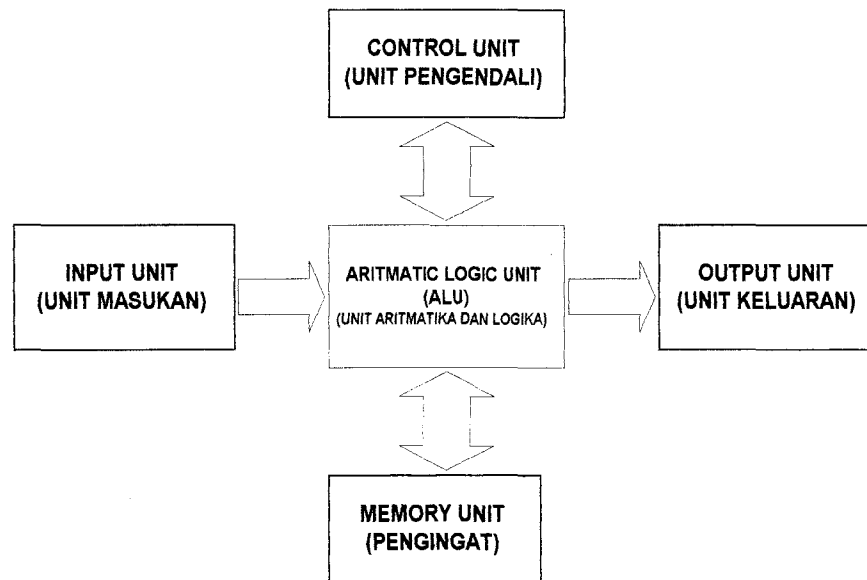 CONTROL UNIT
(UNIT PENGENDALI)
INPUT UNIT
(UNIT MASUKAN)
ARITMATIC LOGIC UNIT
(ALU)
(UNIT ARITMATIKA DAN LOGIKA)
OUTPUT UNIT
(UNIT KELUARAN)
MEMORY UNIT
(PENGINGAT)